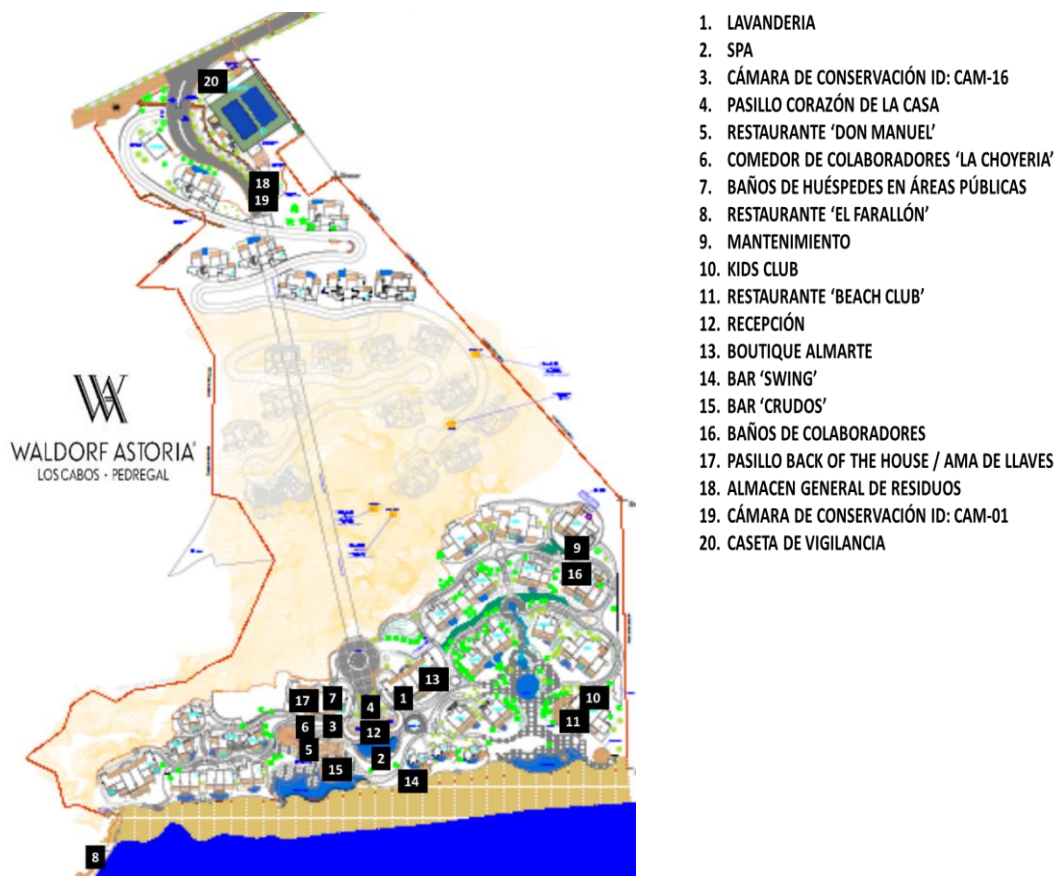 20
18
19
WALDORF ASTORIA
LOS CABOS - PEDREGAL
9
16
13
17
7
4
1
10
6
3
12
11
5
2
15
14
8
1. LAVANDERIA
2. SPA
3. CÁMARA DE CONSERVACIÓN ID: CAM-16
4. PASILLO CORAZÓN DE LA CASA
5. RESTAURANTE ‘DON MANUEL’
6. COMEDOR DE COLABORADORES ‘LA CHOYERIA’
7. BAÑOS DE HUÉSPEDES EN ÁREAS PÚBLICAS
8. RESTAURANTE ‘EL FARALLÓN’
9. MANTENIMIENTO
10. KIDS CLUB
11. RESTAURANTE ‘BEACH CLUB’
12. RECEPCIÓN
13. BOUTIQUE ALMARTE
14. BAR ‘SWING’
15. BAR ‘CRUDOS’
16. BAÑOS DE COLABORADORES
17. PASILLO BACK OF THE HOUSE / AMA DE LLAVES
18. ALMACEN GENERAL DE RESIDUOS
19. CÁMARA DE CONSERVACIÓN ID: CAM-01
20. CASETA DE VIGILANCIA